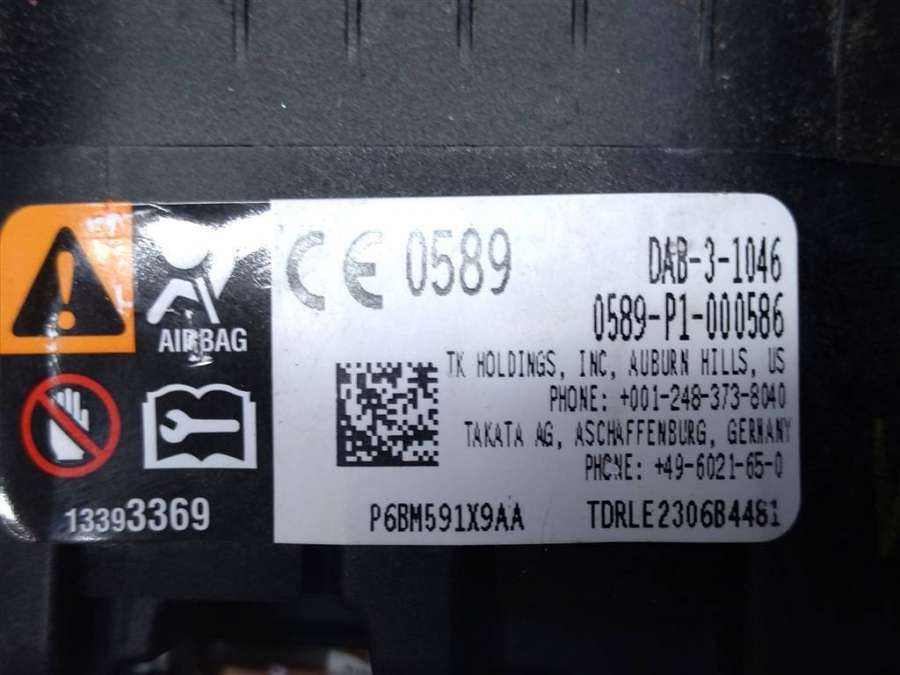 CE 0589
DAB-3-1046
0589-P1-000586
AIRBAG
TK HOLDINGS, INC, AUBURN HILLS, US
PHONE: +001-248-373-8040
TAKATA AG, ASCHAFFENBURG, GERMANY
PHONE: +49-6021-65-0
13393369
P6BM591X9AA
TDRLE2306B4481